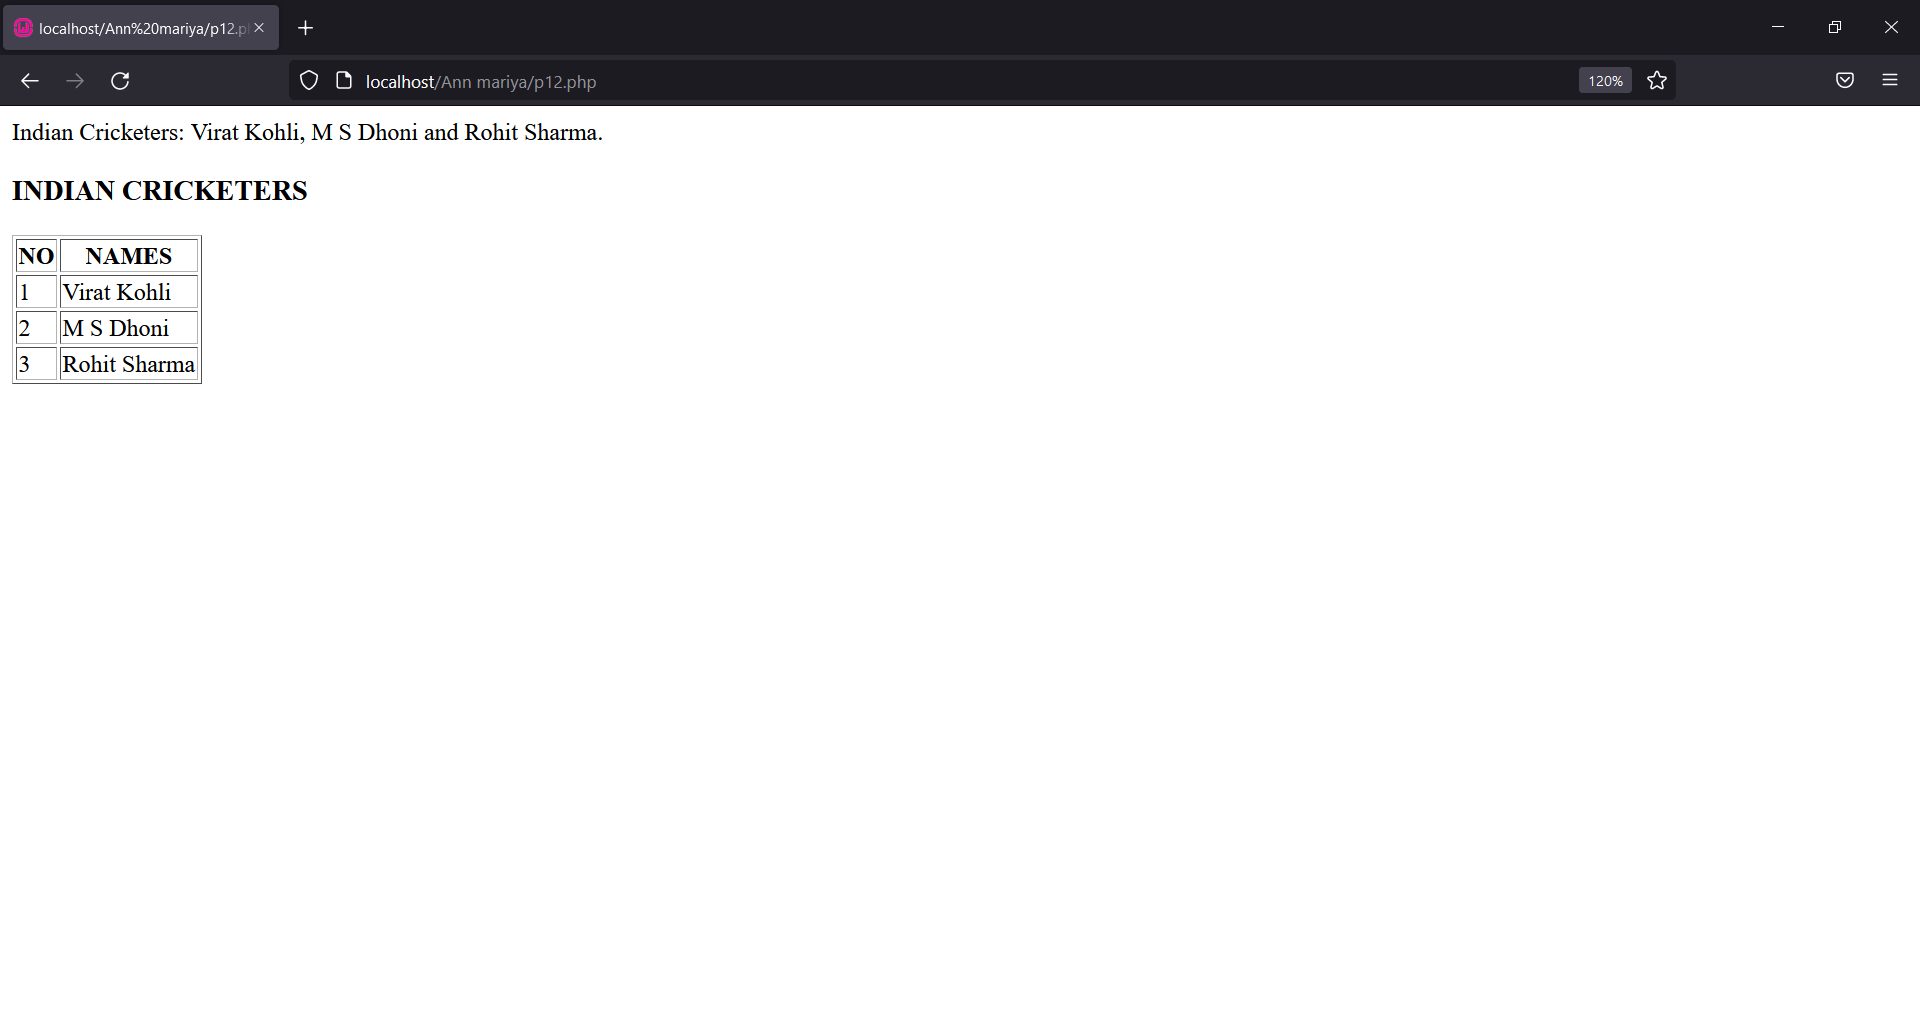 localhost/Ann%20mariya/p12.p
localhost/Ann mariya/p12.php
120%
Indian Cricketers: Virat Kohli, M S Dhoni and Rohit Sharma.
INDIAN CRICKETERS
NO NAMES
1 Virat Kohli
2 M S Dhoni
3 Rohit Sharma